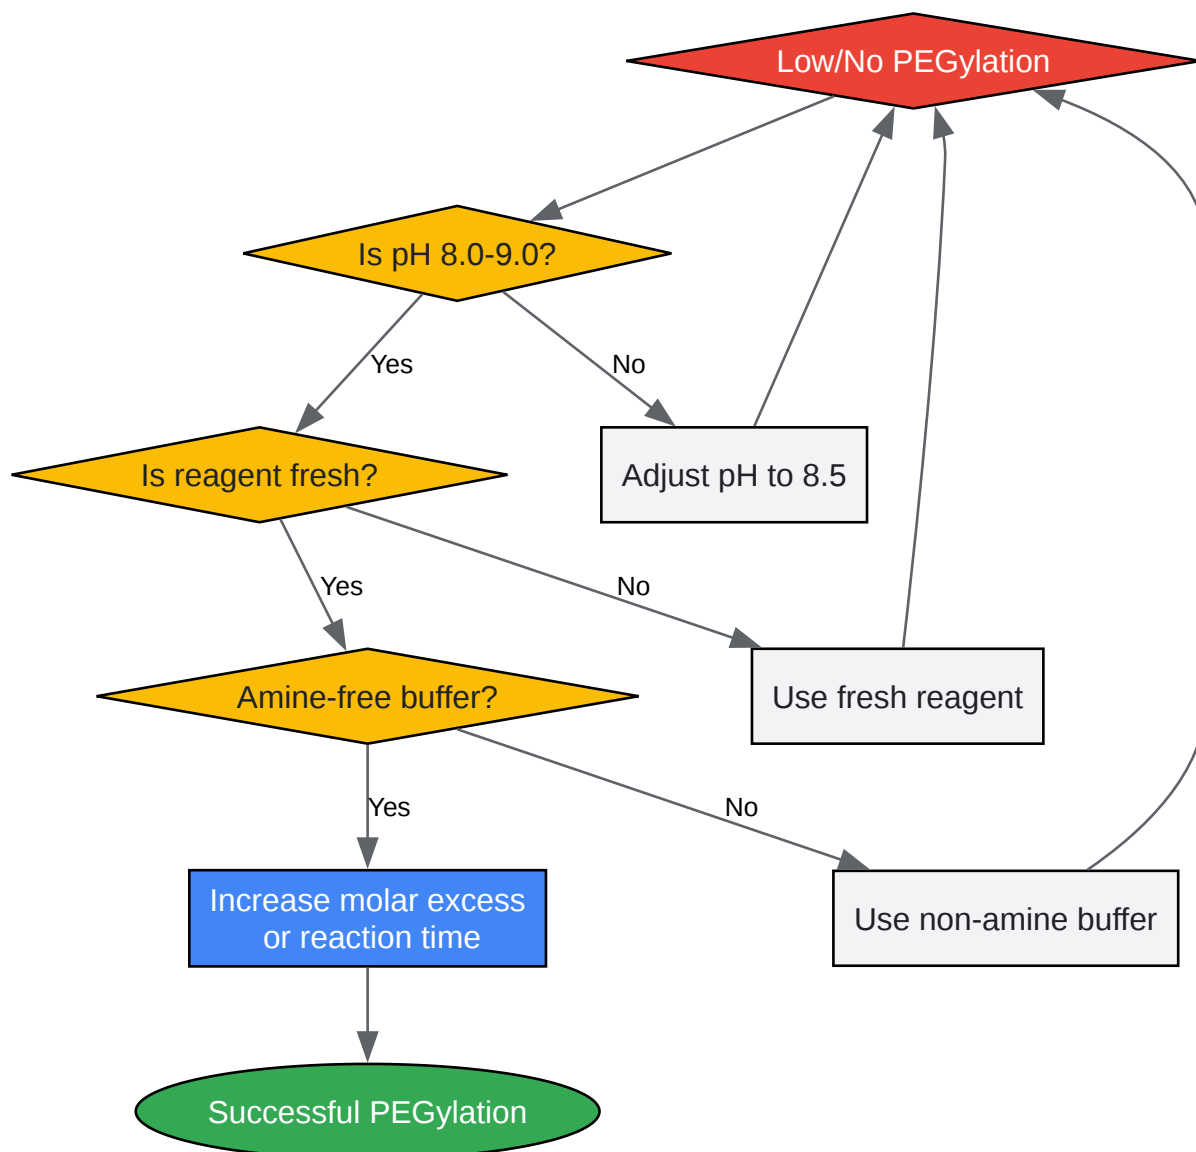 Low/No PEGylation
Is pH 8.0-9.0?
Yes
No
Is reagent fresh?
Adjust pH to 8.5
Yes
No
Amine-free buffer?
Use fresh reagent
Yes
No
Increase molar excess
or reaction time
Use non-amine buffer
Successful PEGylation